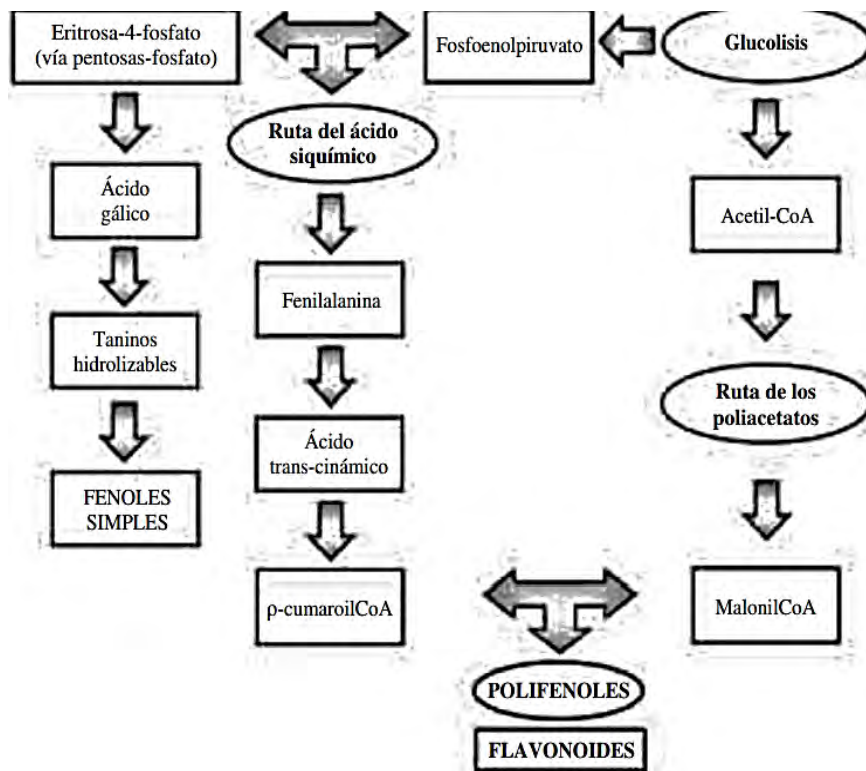 Eritrosa-4-fosfato
(vía pentosas-fosfato)
Fosfoenolpiruvato
Glucolisis
Ruta del ácido
siquímico
Ácido
gálico
Acetil-CoA
Fenilalanina
Taninos
hidrolizables
Ruta de los
poliacetatos
Ácido
trans-cinámico
FENOLES
SIMPLES
ρ-cumaroilCoA
MalonilCoA
POLIFENOLES
FLAVONOIDES